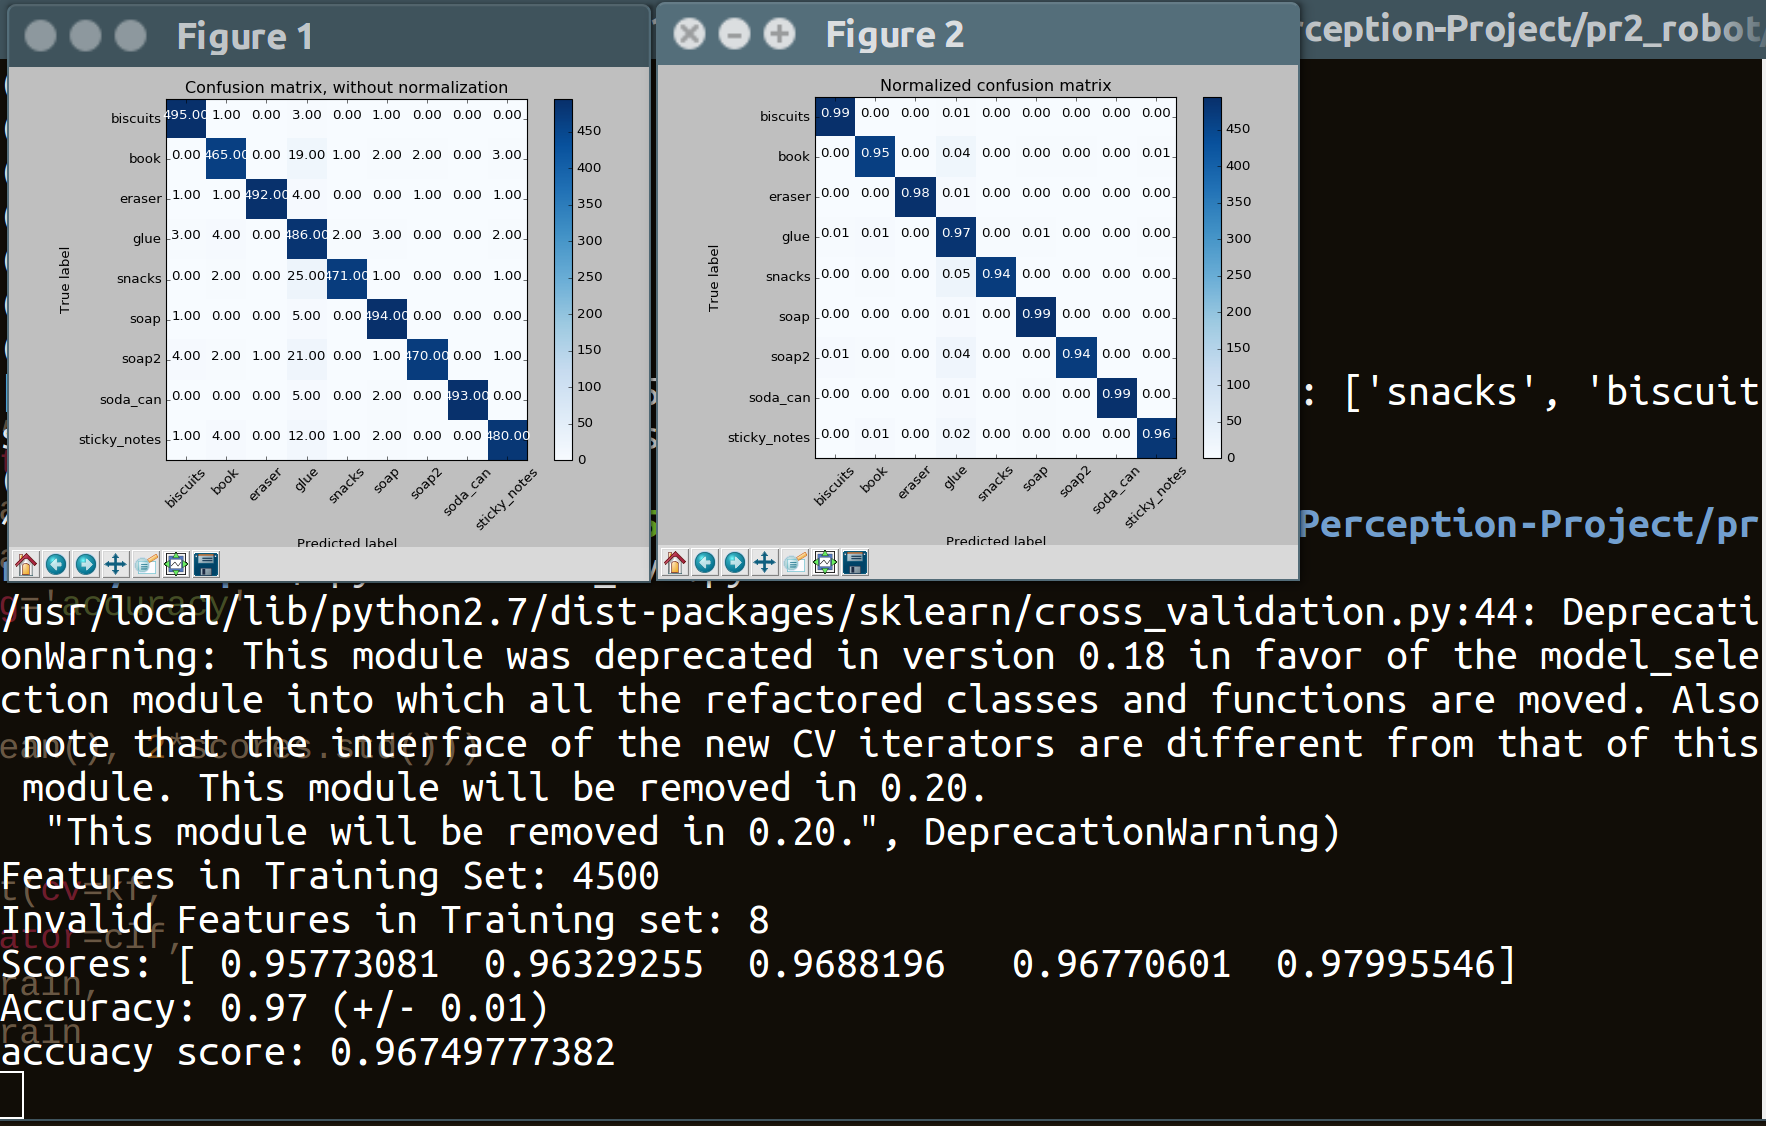 Figure 1
Confusion matrix, without normalization
biscuits 495.00 1.00 0.00 3.00 0.00 1.00 0.00 0.00 0.00
book 0.00 465.00 0.00 19.00 1.00 2.00 2.00 0.00 3.00
eraser 1.00 1.00 492.00 4.00 0.00 0.00 1.00 0.00 1.00
glue 3.00 4.00 0.00 486.00 2.00 3.00 0.00 0.00 2.00
snacks 0.00 2.00 0.00 25.00 471.00 1.00 0.00 0.00 1.00
soap 1.00 0.00 0.00 5.00 0.00 494.00 0.00 0.00 0.00
soap2 4.00 2.00 1.00 21.00 0.00 1.00 470.00 0.00 1.00
soda_can 0.00 0.00 0.00 5.00 0.00 2.00 0.00 493.00 0.00
sticky_notes 1.00 4.00 0.00 12.00 1.00 2.00 0.00 0.00 480.00
True label
biscuits book eraser glue snacks soap soap2 soda_can sticky_notes
Predicted label
450
400
350
300
250
200
150
100
50
0
Figure 2
Normalized confusion matrix
biscuits 0.99 0.00 0.00 0.01 0.00 0.00 0.00 0.00 0.00
book 0.00 0.95 0.00 0.04 0.00 0.00 0.00 0.00 0.01
eraser 0.00 0.00 0.98 0.01 0.00 0.00 0.00 0.00 0.00
glue 0.01 0.01 0.00 0.97 0.00 0.01 0.00 0.00 0.00
snacks 0.00 0.00 0.00 0.05 0.94 0.00 0.00 0.00 0.00
soap 0.00 0.00 0.00 0.01 0.00 0.99 0.00 0.00 0.00
soap2 0.01 0.00 0.00 0.04 0.00 0.00 0.94 0.00 0.00
soda_can 0.00 0.00 0.00 0.01 0.00 0.00 0.00 0.99 0.00
sticky_notes 0.00 0.01 0.00 0.02 0.00 0.00 0.00 0.00 0.96
True label
biscuits book eraser glue snacks soap soap2 soda_can sticky_notes
Predicted label
450
400
350
300
250
200
150
100
50
0
rception-Project/pr2_robot/
: ['snacks', 'biscuit
Perception-Project/pr
g='accuracy'
/usr/local/lib/python2.7/dist-packages/sklearn/cross_validation.py:44: Deprecati
onWarning: This module was deprecated in version 0.18 in favor of the model_sele
ction module into which all the refactored classes and functions are moved. Also
 note that the interface of the new CV iterators are different from that of this
ean(), 2*scores.std()))
 module. This module will be removed in 0.20.
  "This module will be removed in 0.20.", DeprecationWarning)
Features in Training Set: 4500
t(cv=kf,
Invalid Features in Training set: 8
ator=clf,
Scores: [ 0.95773081  0.96329255  0.9688196   0.96770601  0.97995546]
rain,
Accuracy: 0.97 (+/- 0.01)
rain
accuacy score: 0.96749777382